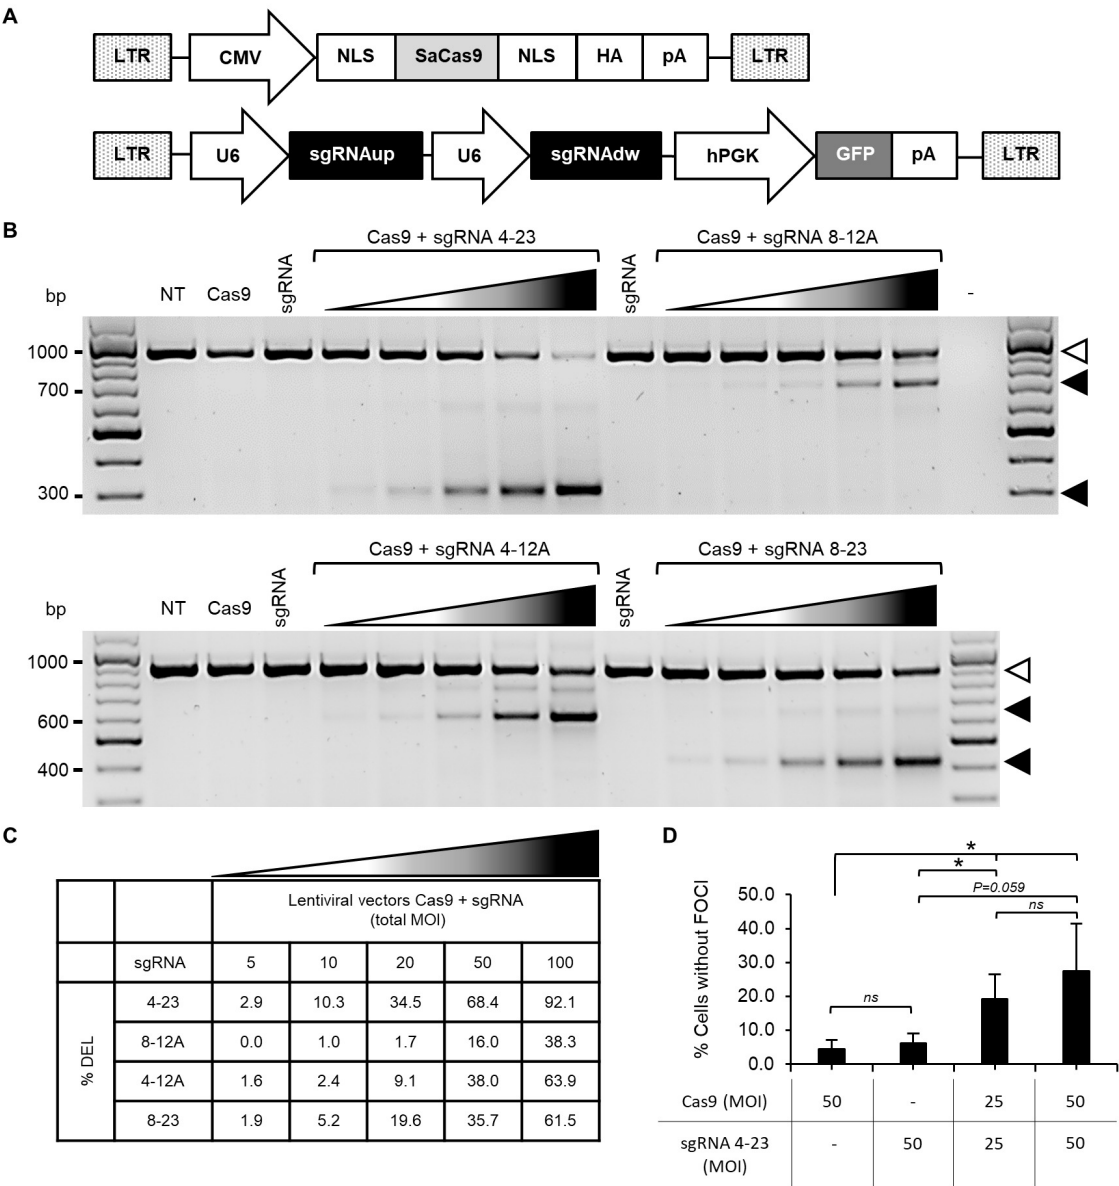 A
LTR CMV NLS SaCas9 NLS HA pA LTR
LTR U6 sgRNAup U6 sgRNAdw hPGK GFP pA LTR
B
Cas9 + sgRNA 4-23 Cas9 + sgRNA 8-12A
bp NT Cas9 sgRNA sgRNA -
1000
700
300
Cas9 + sgRNA 4-12A Cas9 + sgRNA 8-23
bp NT Cas9 sgRNA sgRNA
1000
600
400
C
Lentiviral vectors Cas9 + sgRNA
(total MOI)
sgRNA 5 10 20 50 100
% DEL
4-23 2.9 10.3 34.5 68.4 92.1
8-12A 0.0 1.0 1.7 16.0 38.3
4-12A 1.6 2.4 9.1 38.0 63.9
8-23 1.9 5.2 19.6 35.7 61.5
D
*
*
P=0.059
ns
ns
% Cells without FOCI
50.0
40.0
30.0
20.0
10.0
0.0
Cas9 (MOI) 50 - 25 50
sgRNA 4-23 - 50 25 50
(MOI)